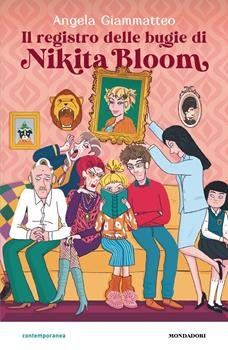 Angela Giammatteo
Il registro delle bugie di
Nikita Bloom
contemporanea
MONDADORI